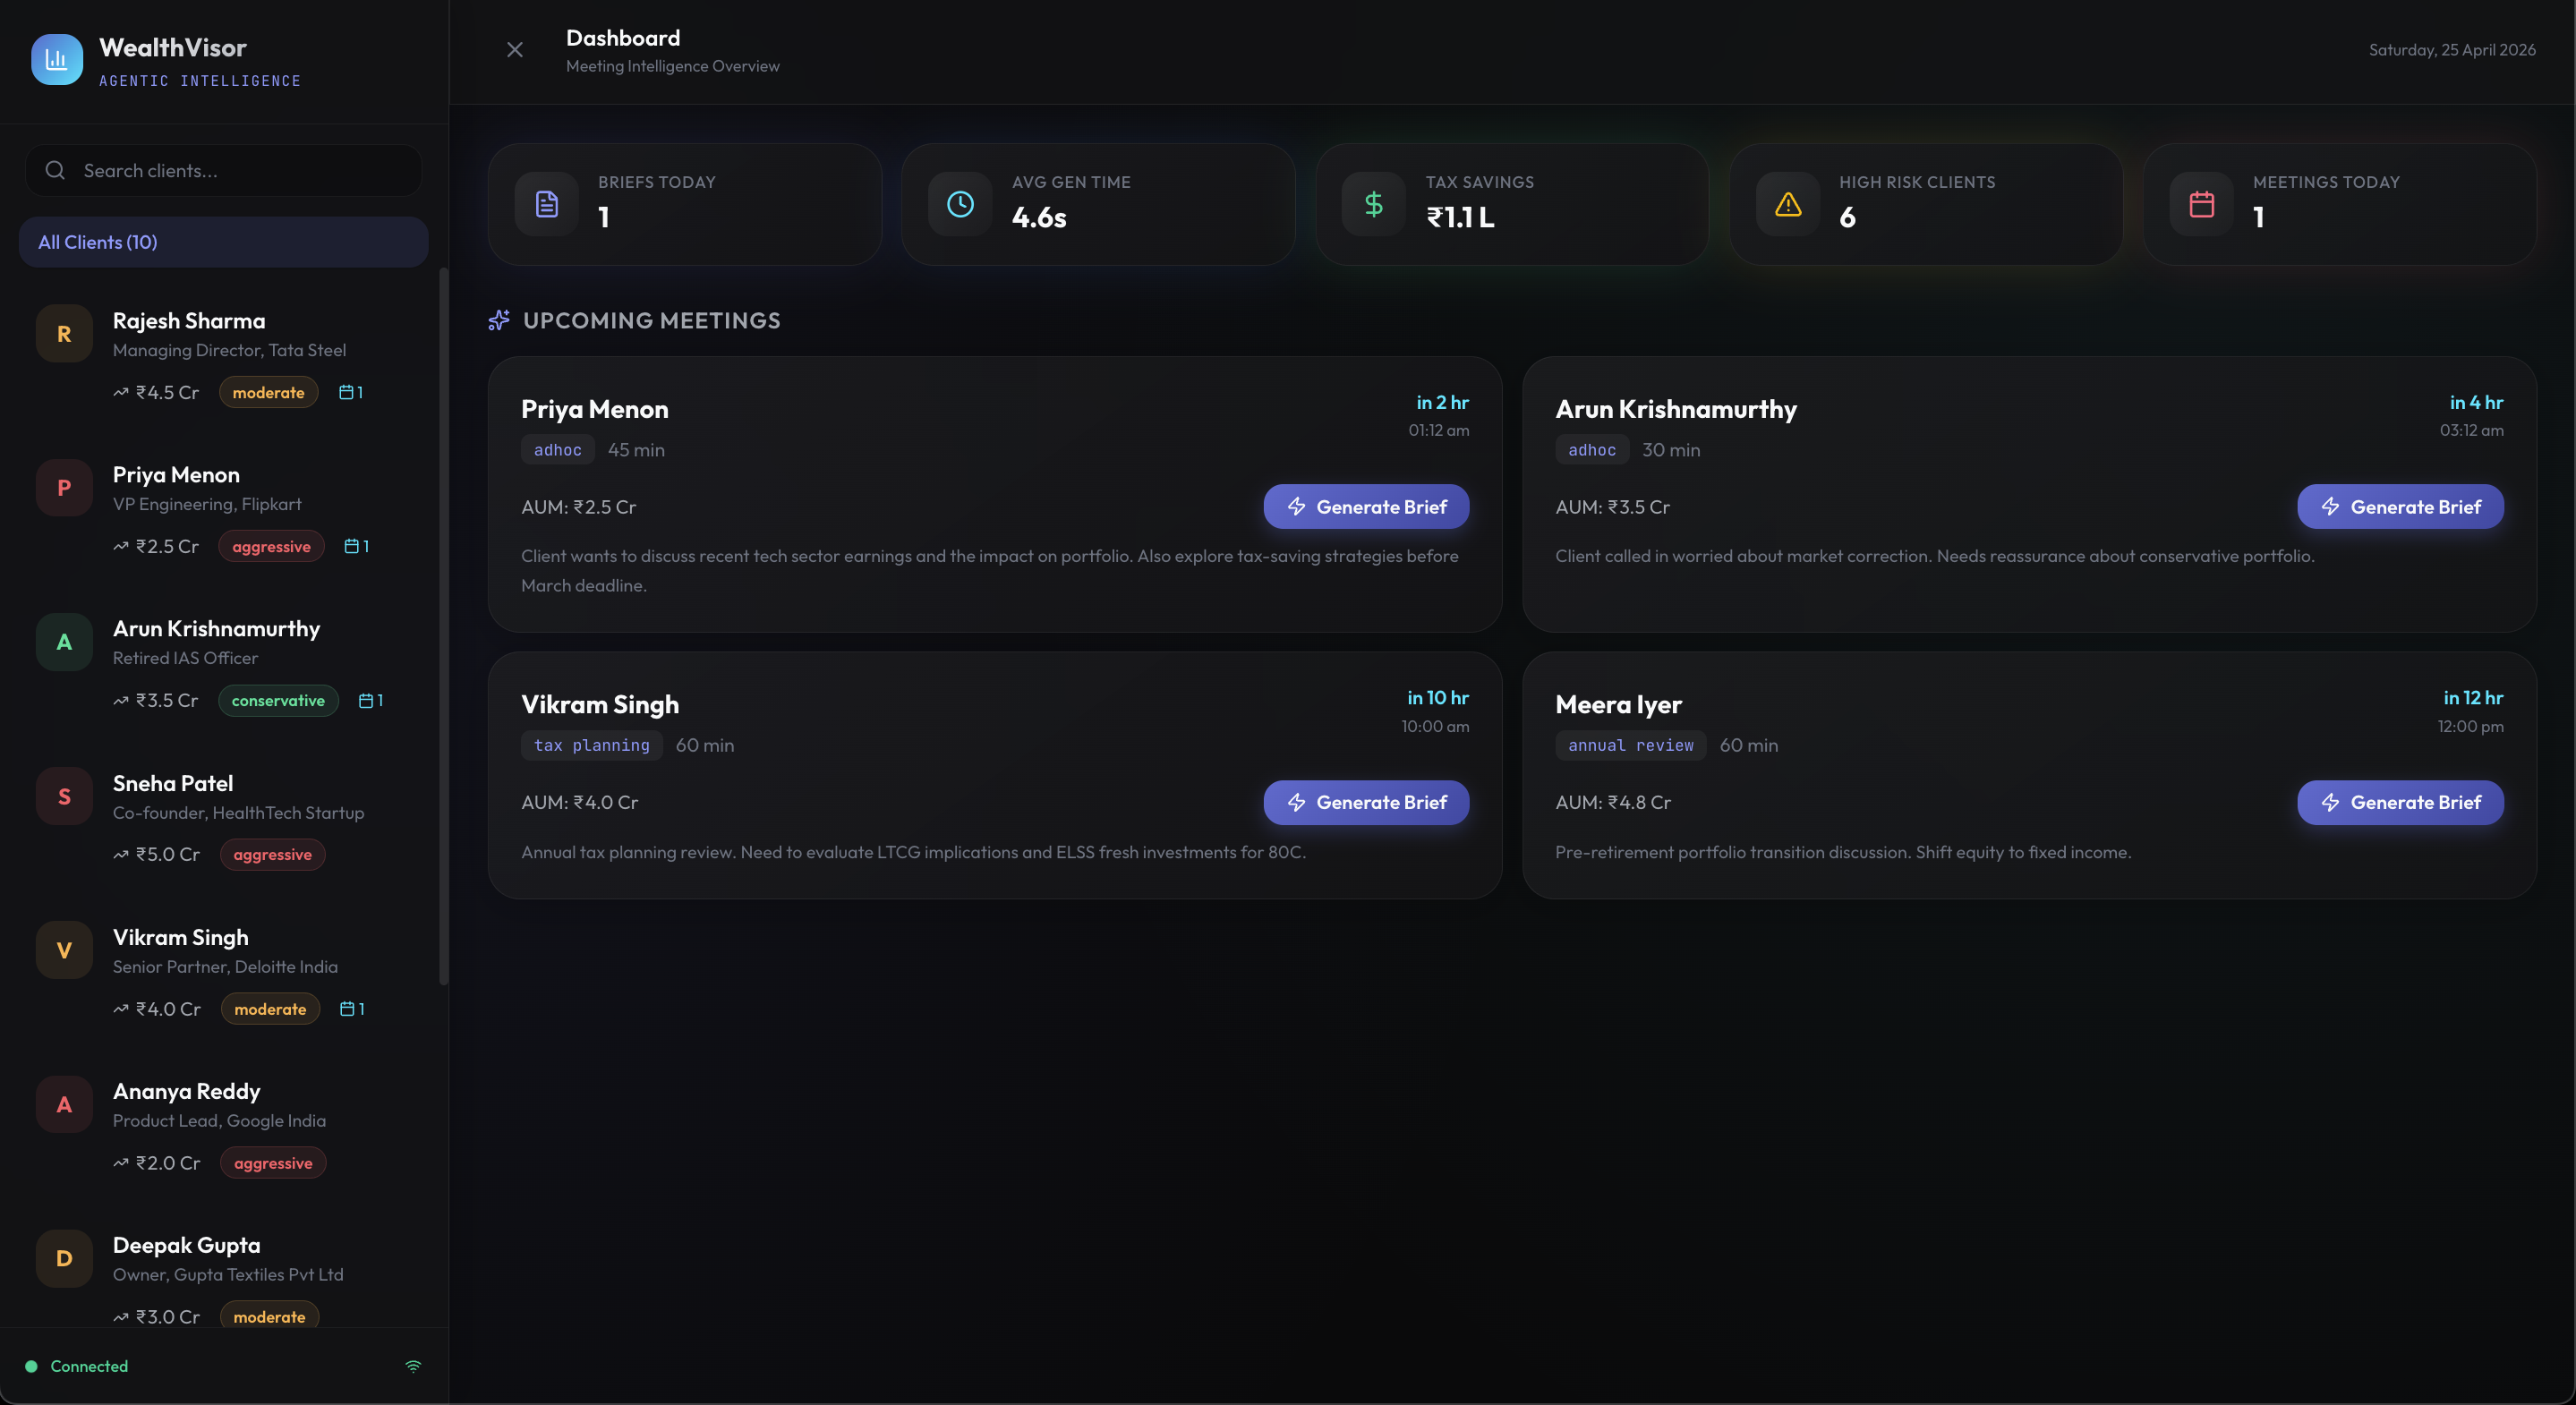 WealthVisor
AGENTIC INTELLIGENCE
Search clients...
All Clients (10)
R
Rajesh Sharma
Managing Director, Tata Steel
₹4.5 Cr
moderate
1
P
Priya Menon
VP Engineering, Flipkart
₹2.5 Cr
aggressive
1
A
Arun Krishnamurthy
Retired IAS Officer
₹3.5 Cr
conservative
1
S
Sneha Patel
Co-founder, HealthTech Startup
₹5.0 Cr
aggressive
V
Vikram Singh
Senior Partner, Deloitte India
₹4.0 Cr
moderate
1
A
Ananya Reddy
Product Lead, Google India
₹2.0 Cr
aggressive
D
Deepak Gupta
Owner, Gupta Textiles Pvt Ltd
₹3.0 Cr
moderate
Connected
Dashboard
Meeting Intelligence Overview
Saturday, 25 April 2026
BRIEFS TODAY
1
AVG GEN TIME
4.6s
TAX SAVINGS
₹1.1 L
HIGH RISK CLIENTS
6
MEETINGS TODAY
1
UPCOMING MEETINGS
Priya Menon
in 2 hr
01:12 am
adhoc
45 min
AUM: ₹2.5 Cr
Generate Brief
Client wants to discuss recent tech sector earnings and the impact on portfolio. Also explore tax-saving strategies before
March deadline.
Arun Krishnamurthy
in 4 hr
03:12 am
adhoc
30 min
AUM: ₹3.5 Cr
Generate Brief
Client called in worried about market correction. Needs reassurance about conservative portfolio.
Vikram Singh
in 10 hr
10:00 am
tax planning
60 min
AUM: ₹4.0 Cr
Generate Brief
Annual tax planning review. Need to evaluate LTCG implications and ELSS fresh investments for 80C.
Meera Iyer
in 12 hr
12:00 pm
annual review
60 min
AUM: ₹4.8 Cr
Generate Brief
Pre-retirement portfolio transition discussion. Shift equity to fixed income.